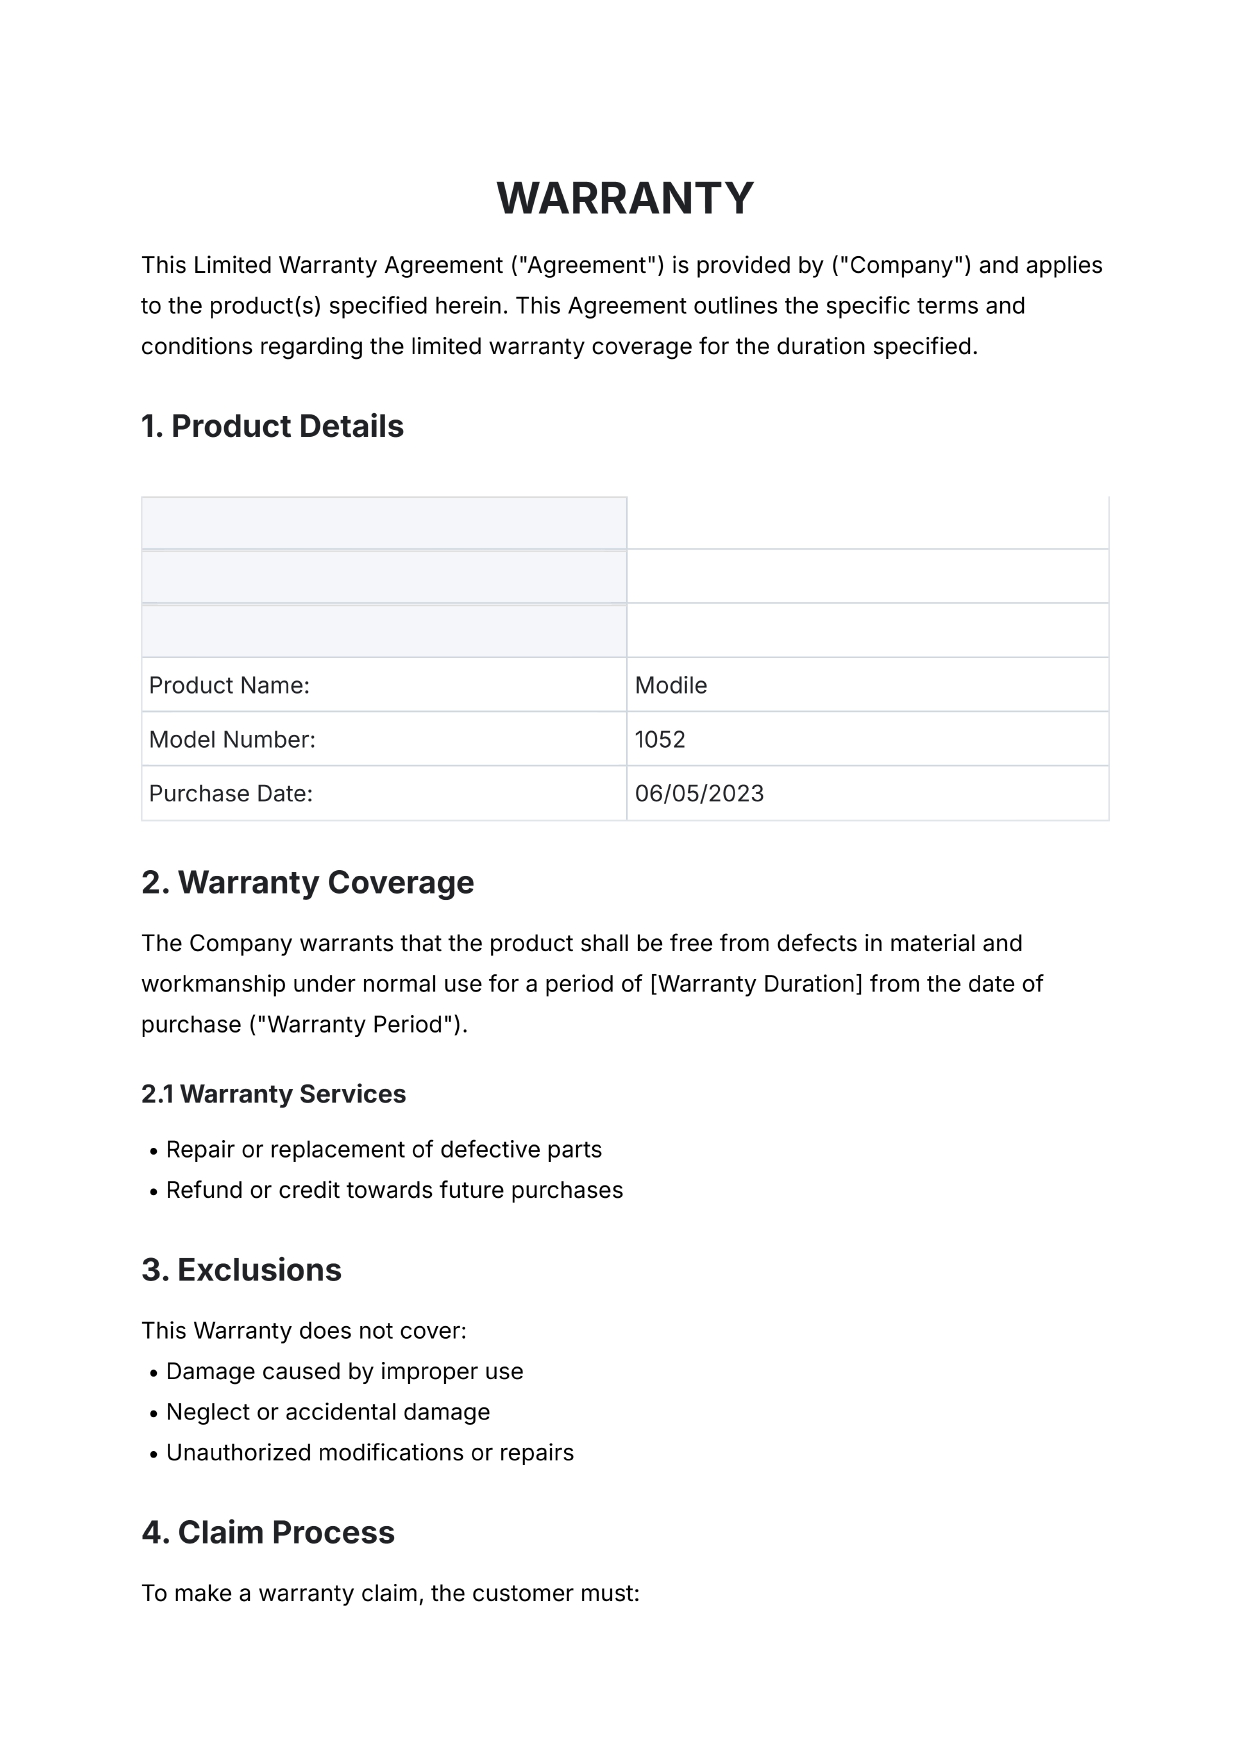 WARRANTY
This Limited Warranty Agreement ("Agreement") is provided by ("Company") and applies
to the product(s) specified herein. This Agreement outlines the specific terms and
conditions regarding the limited warranty coverage for the duration specified.
1. Product Details
Product Name: Modile
Model Number: 1052
Purchase Date: 06/05/2023
2. Warranty Coverage
The Company warrants that the product shall be free from defects in material and
workmanship under normal use for a period of [Warranty Duration] from the date of
purchase ("Warranty Period").
2.1 Warranty Services
• Repair or replacement of defective parts
• Refund or credit towards future purchases
3. Exclusions
This Warranty does not cover:
• Damage caused by improper use
• Neglect or accidental damage
• Unauthorized modifications or repairs
4. Claim Process
To make a warranty claim, the customer must: